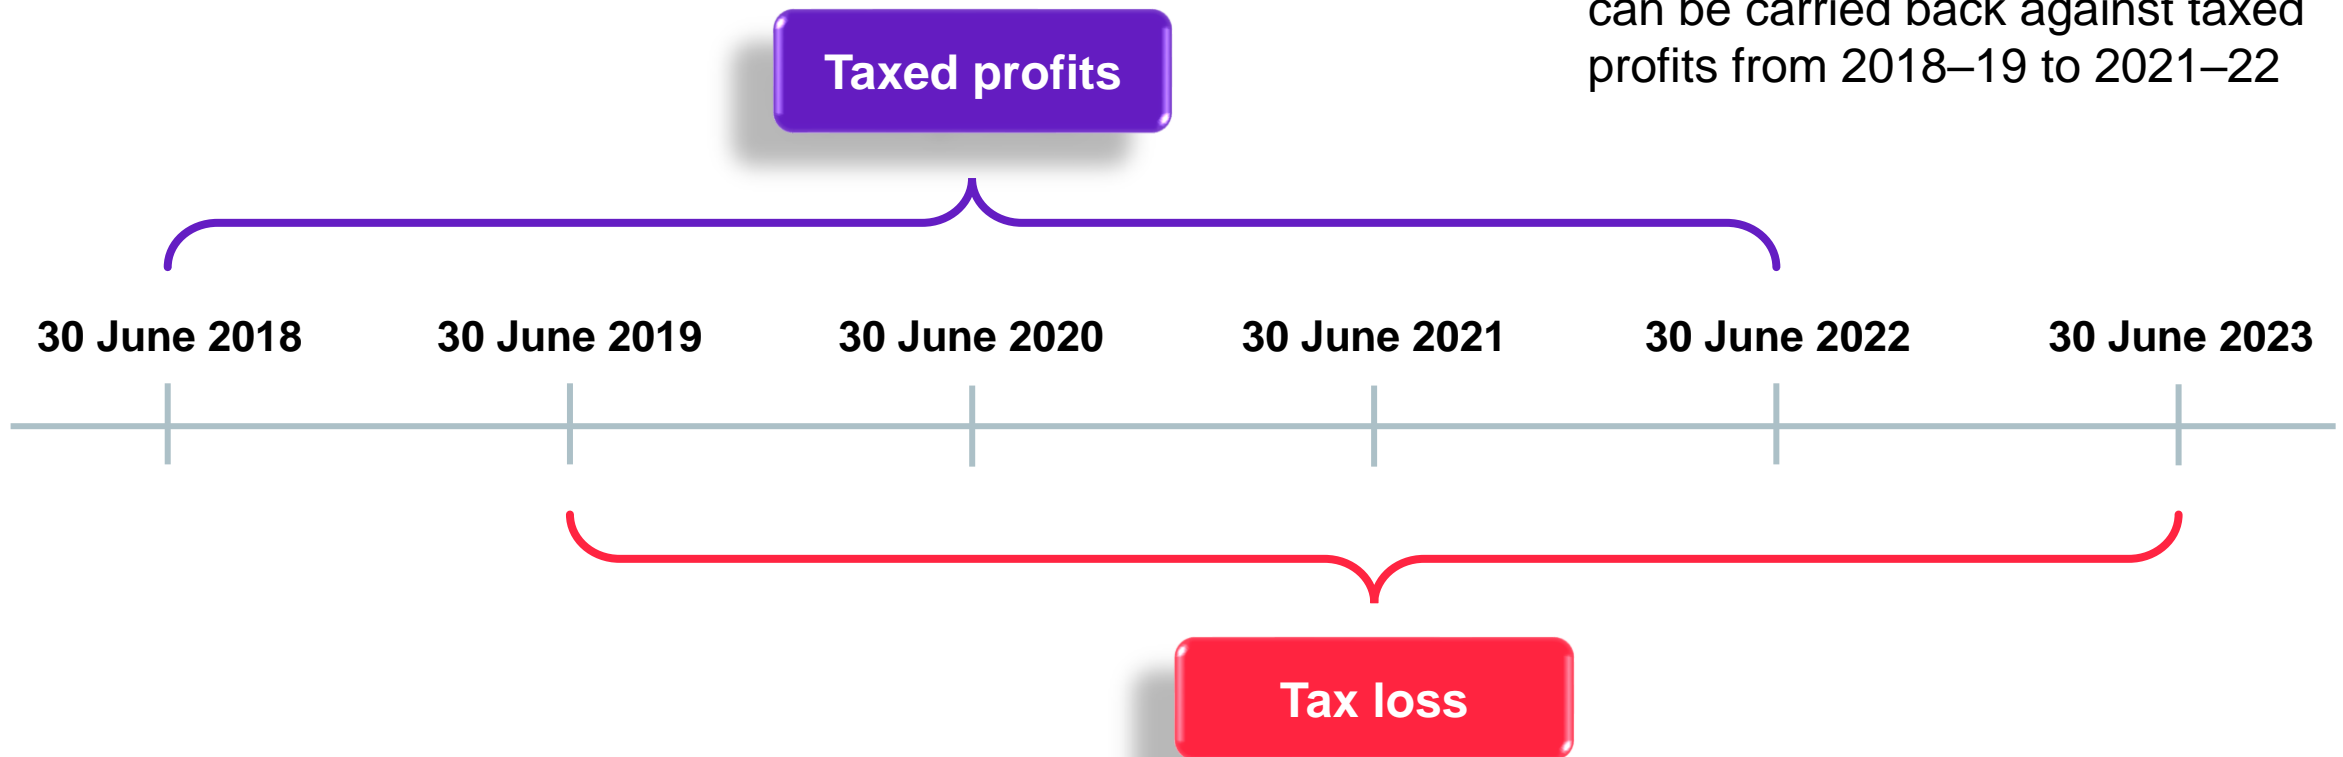 can be carried back against taxed
profits from 2018–19 to 2021–22
Taxed profits
30 June 2018 30 June 2019 30 June 2020 30 June 2021 30 June 2022 30 June 2023
Tax loss